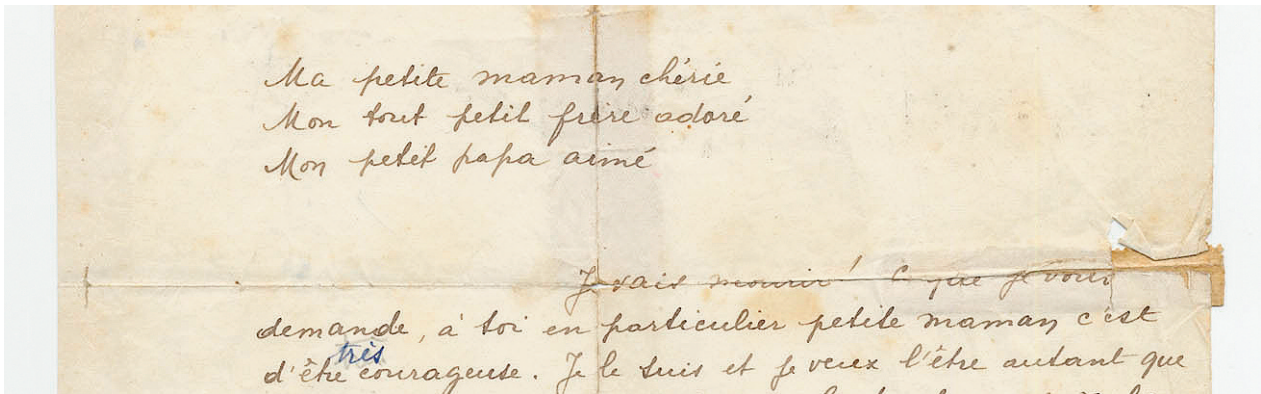 Ma petite maman chérie
Mon tout petit frère adoré
Mon petit papa aimé
Je vais mourir! C que je vous
demande, à toi en particulier petite maman c'est
très
d'être courageuse. Je le suis et je veux l'être autant que